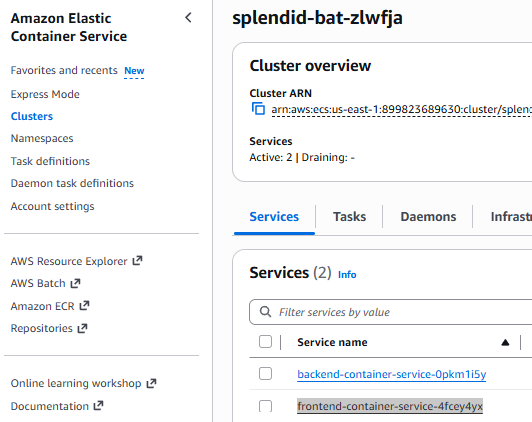 Amazon Elastic
Container Service
Favorites and recents New
Express Mode
Clusters
Namespaces
Task definitions
Daemon task definitions
Account settings
AWS Resource Explorer
AWS Batch
Amazon ECR
Repositories
Online learning workshop
Documentation
splendid-bat-zlwfja
Cluster overview
Cluster ARN
arn:aws:ecs:us-east-1:899823689630:cluster/splen
Services
Active: 2 | Draining: -
Services Tasks Daemons Infrast
Services (2) Info
Filter services by value
Service name
backend-container-service-0pkm1i5y
frontend-container-service-4fcey4yx